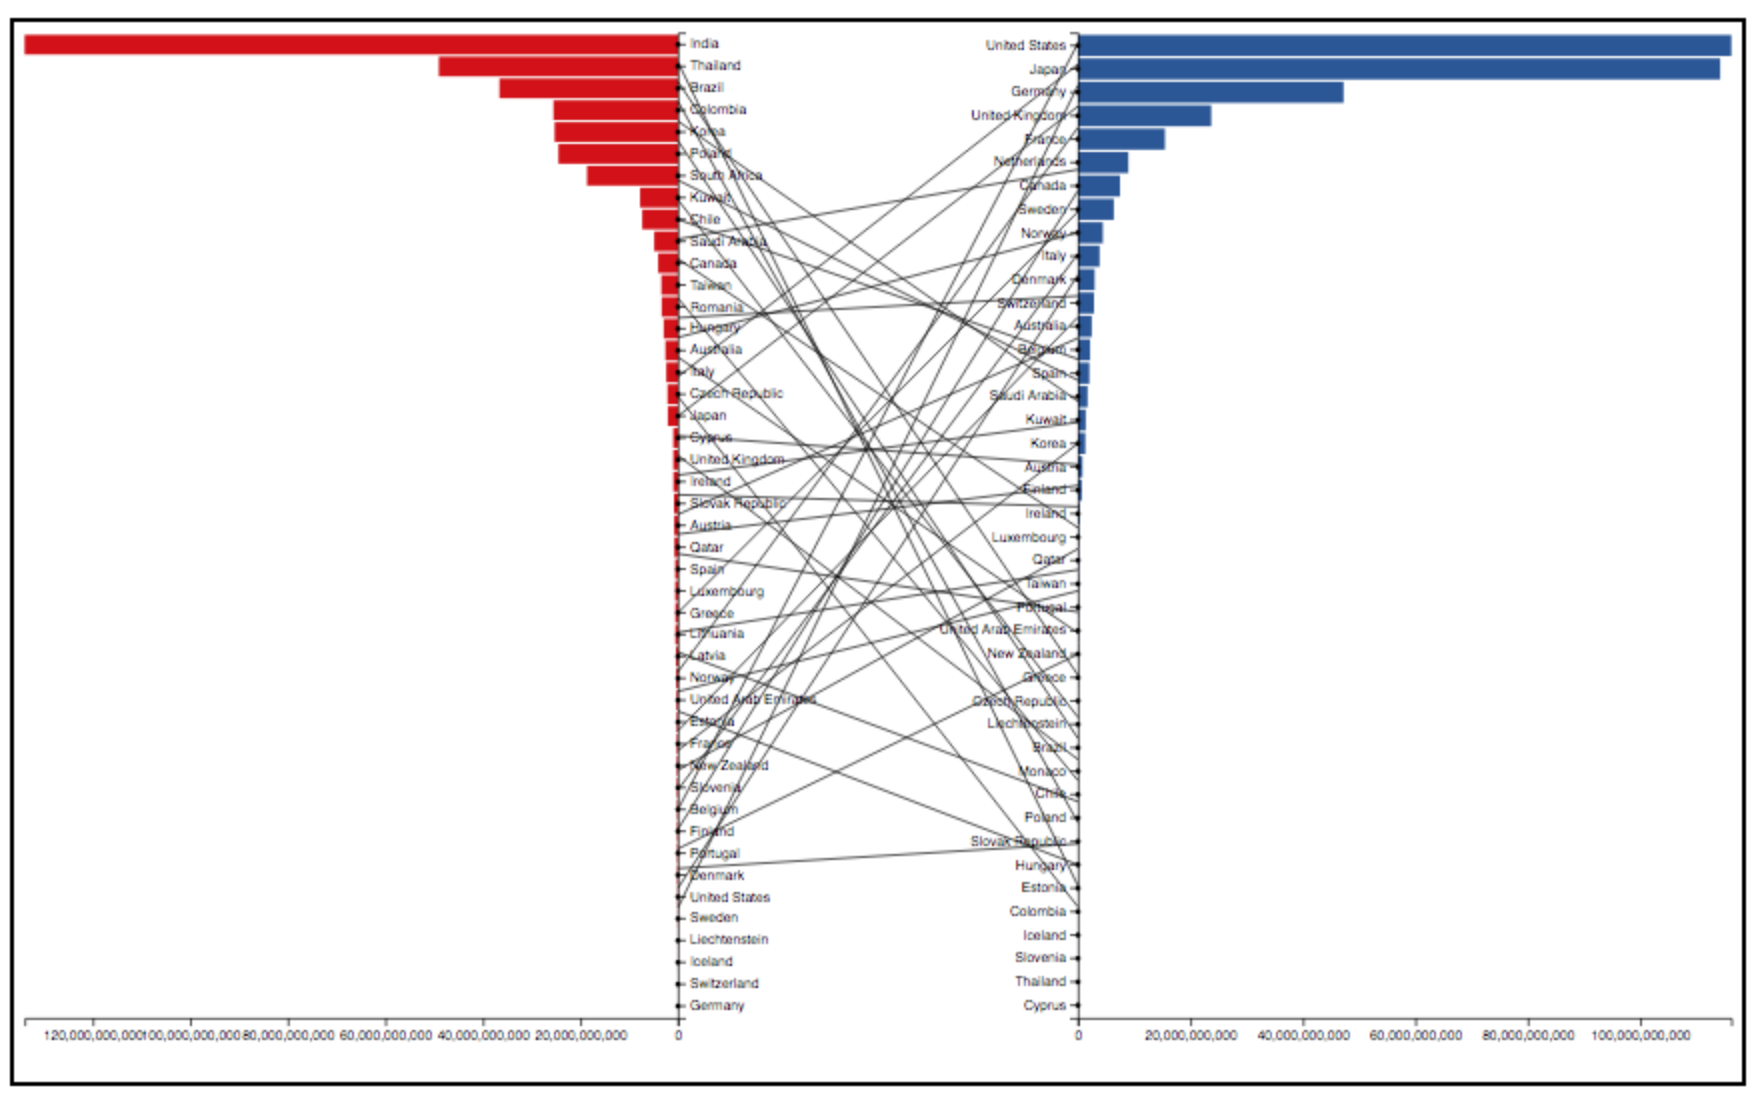 India
Thailand
Brazil
Colombia
Korea
Poland
South Africa
Kuwait
Chile
Saudi Arabia
Canada
Taiwan
Romania
Hungary
Australia
Italy
Czech Republic
Japan
Cyprus
United Kingdom
Ireland
Slovak Republic
Austria
Qatar
Spain
Luxembourg
Greece
Lithuania
Latvia
Norway
United Arab Emirates
Estonia
France
New Zealand
Slovenia
Belgium
Finland
Portugal
Denmark
United States
Sweden
Liechtenstein
Iceland
Switzerland
Germany
120,000,000,000 100,000,000,000 80,000,000,000 60,000,000,000 40,000,000,000 20,000,000,000 0
United States
Japan
Germany
United Kingdom
France
Netherlands
Canada
Sweden
Norway
Italy
Denmark
Switzerland
Australia
Belgium
Spain
Saudi Arabia
Kuwait
Korea
Austria
Finland
Ireland
Luxembourg
Qatar
Taiwan
Portugal
United Arab Emirates
New Zealand
Greece
Czech Republic
Liechtenstein
Brazil
Monaco
Chile
Poland
Slovak Republic
Hungary
Estonia
Colombia
Iceland
Slovenia
Thailand
Cyprus
0 20,000,000,000 40,000,000,000 60,000,000,000 80,000,000,000 100,000,000,000